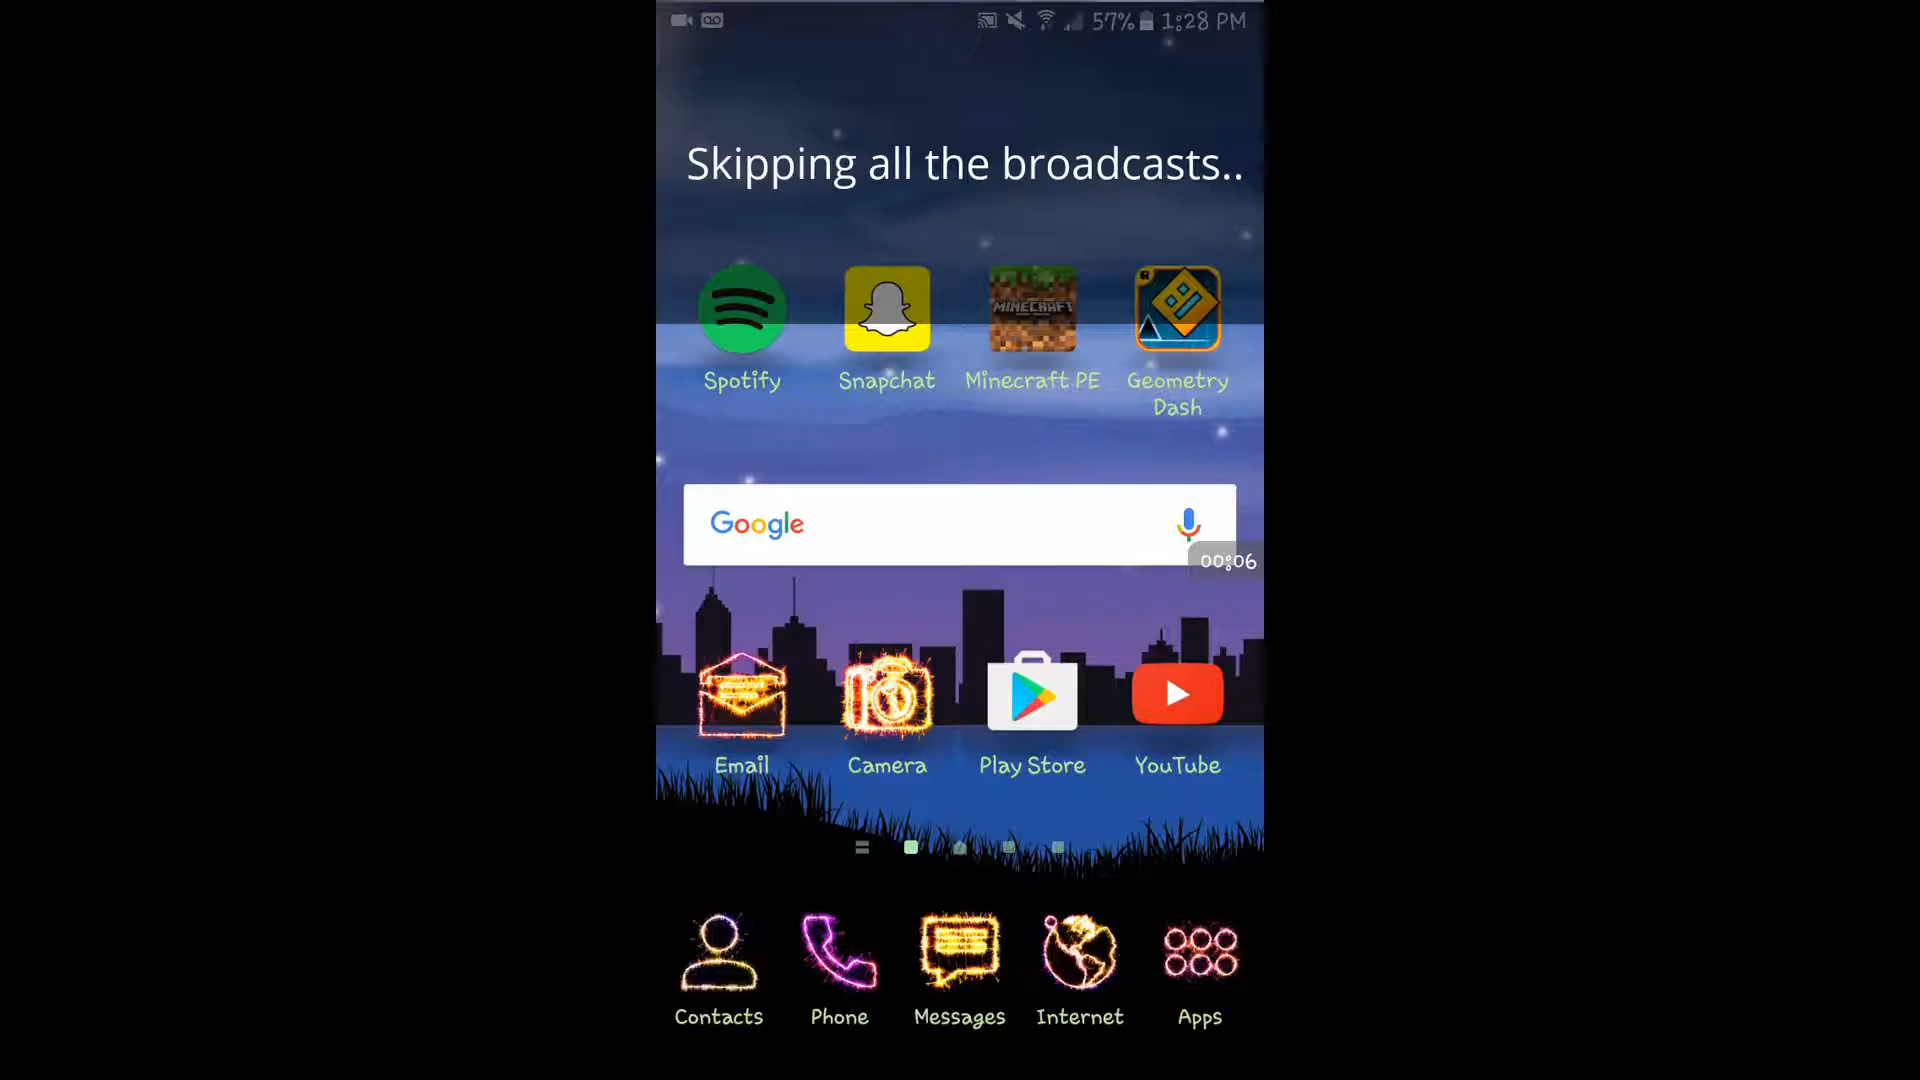 57% 1:28 PM
Skipping all the broadcasts..
MINECRAFT
Spotify Snapchat Minecraft PE Geometry Dash
Google
00:06
Email Camera Play Store YouTube
Contacts Phone Messages Internet Apps